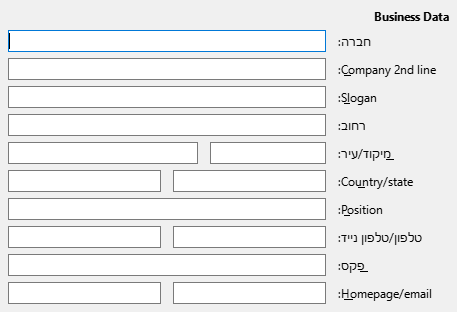 Business Data
חברה:
Company 2nd line:
Slogan:
רחוב:
מיקוד/עיר:
Country/state:
Position:
טלפון/טלפון נייד:
פקס:
Homepage/email: